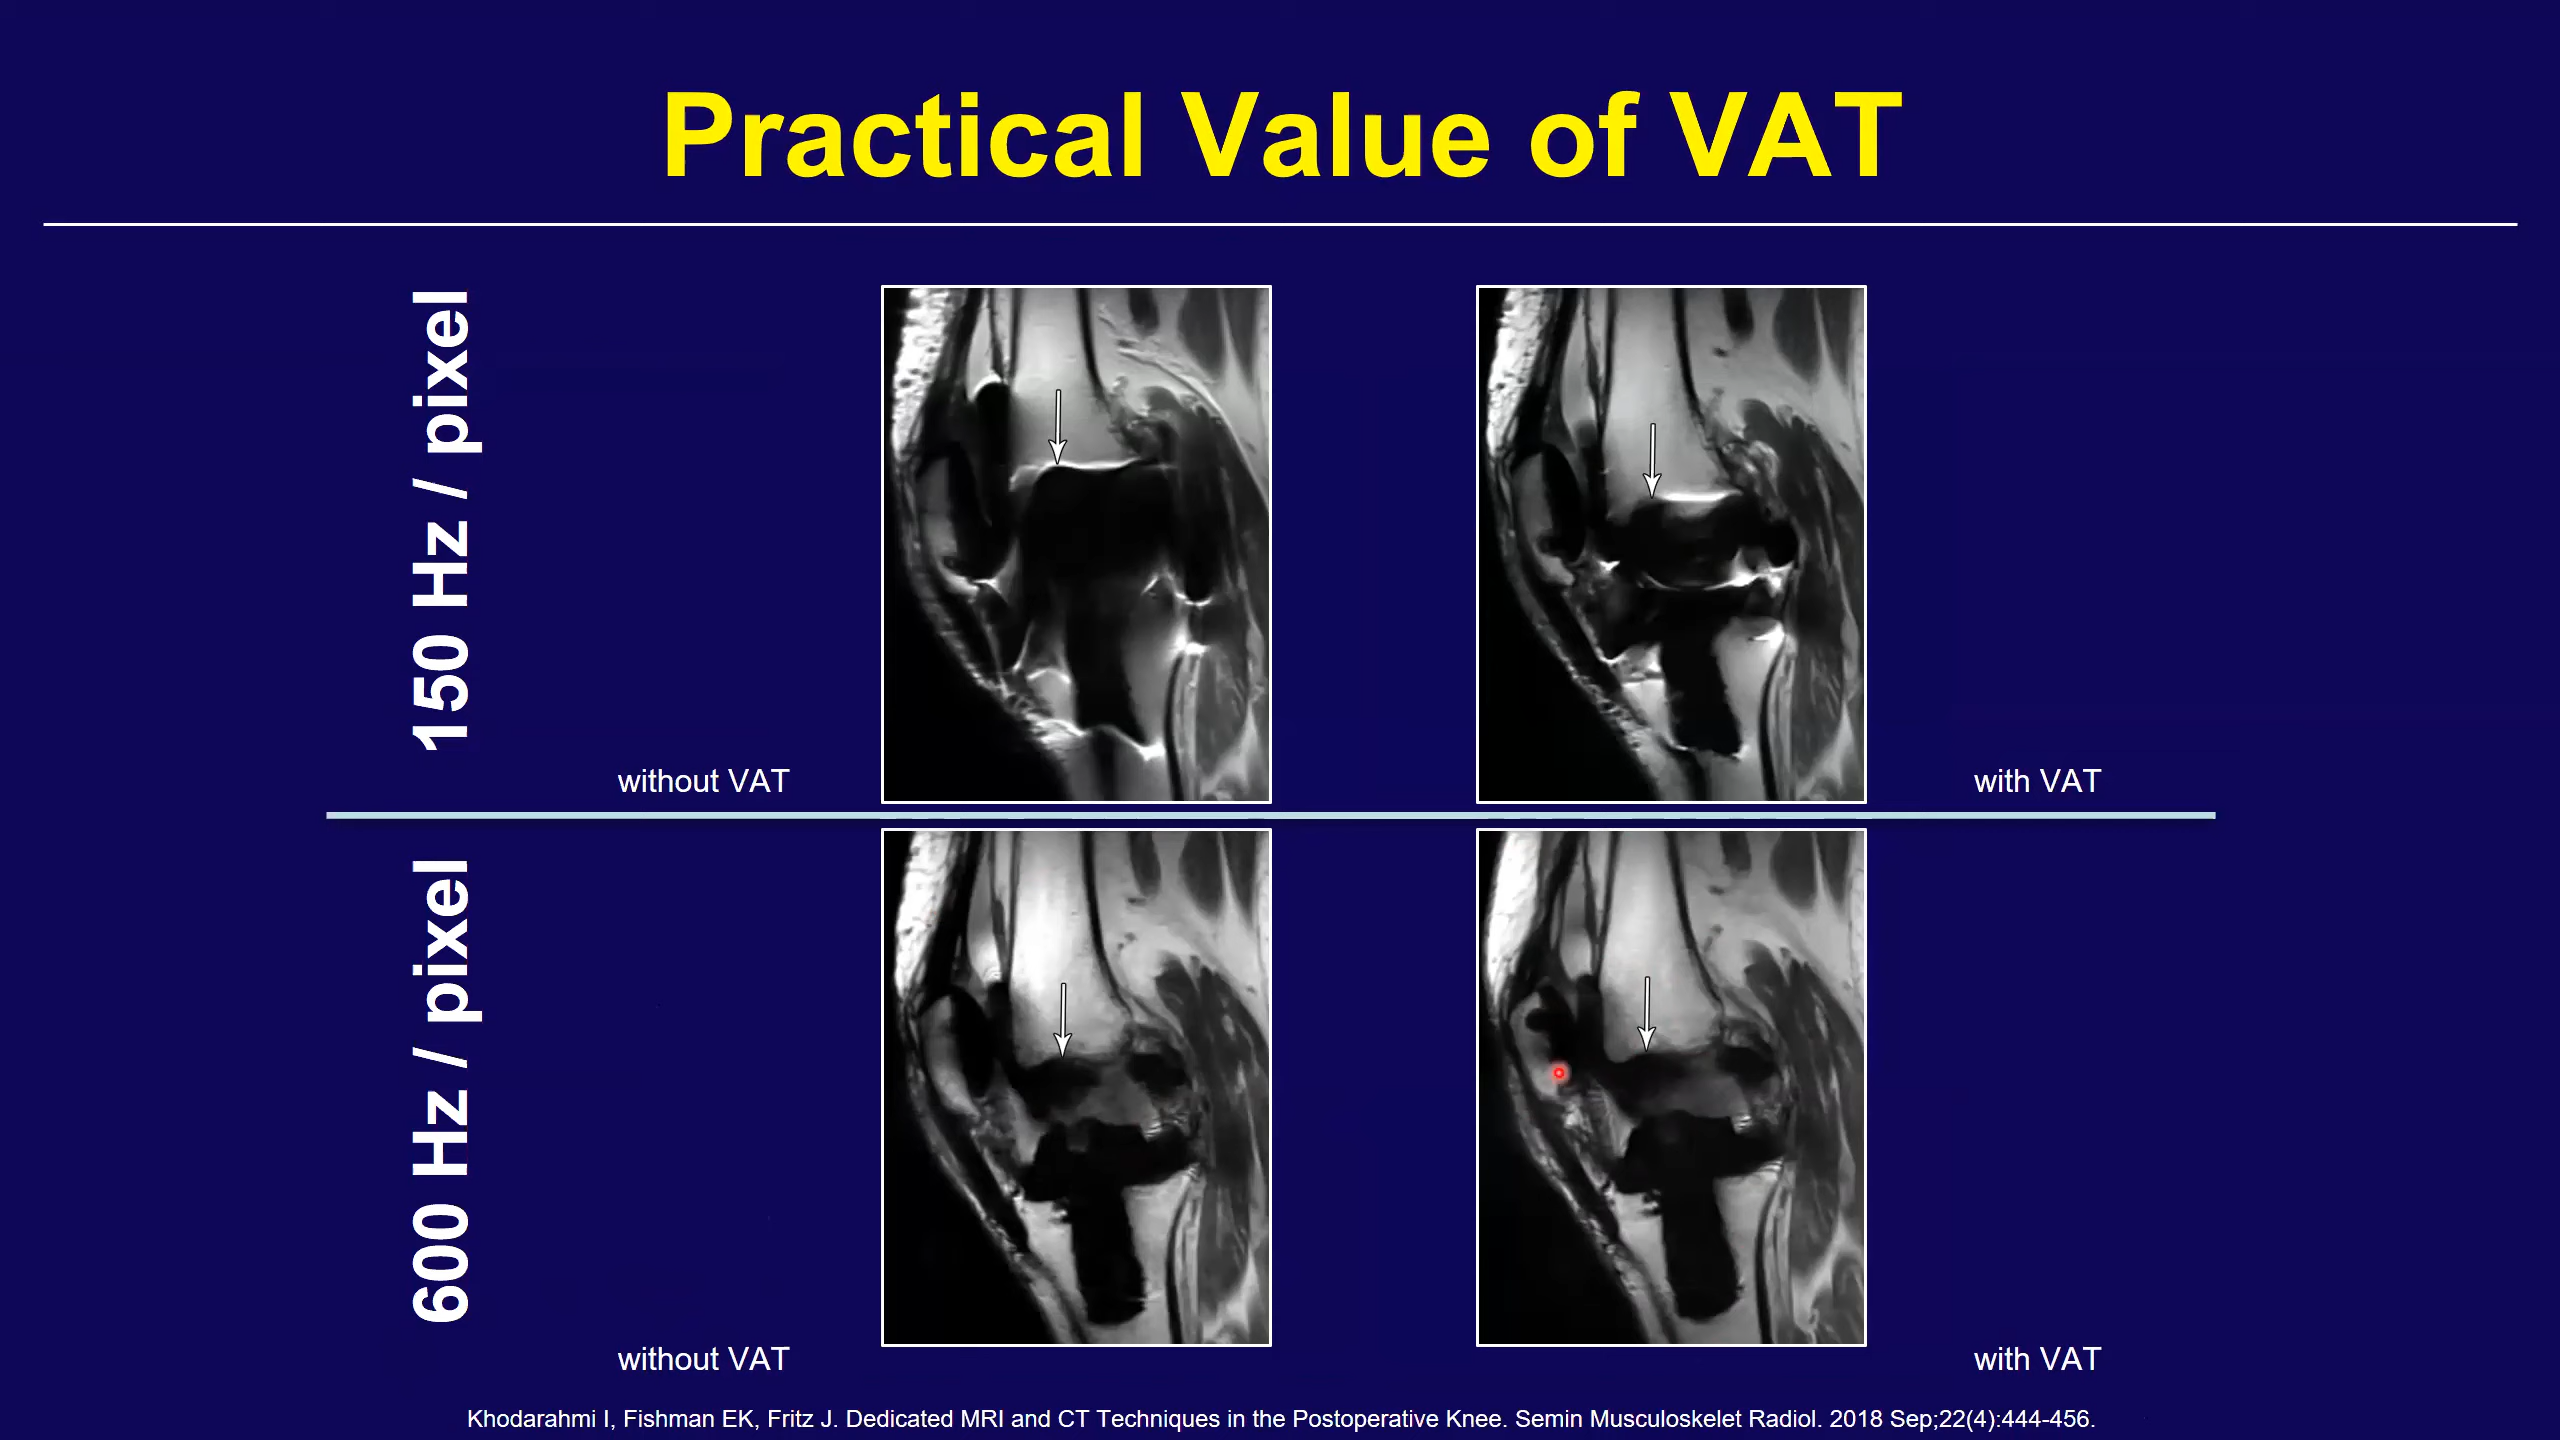 Practical Value of VAT
150 Hz / pixel
without VAT
with VAT
600 Hz / pixel
without VAT
with VAT
Khodarahmi I, Fishman EK, Fritz J. Dedicated MRI and CT Techniques in the Postoperative Knee. Semin Musculoskelet Radiol. 2018 Sep;22(4):444-456.